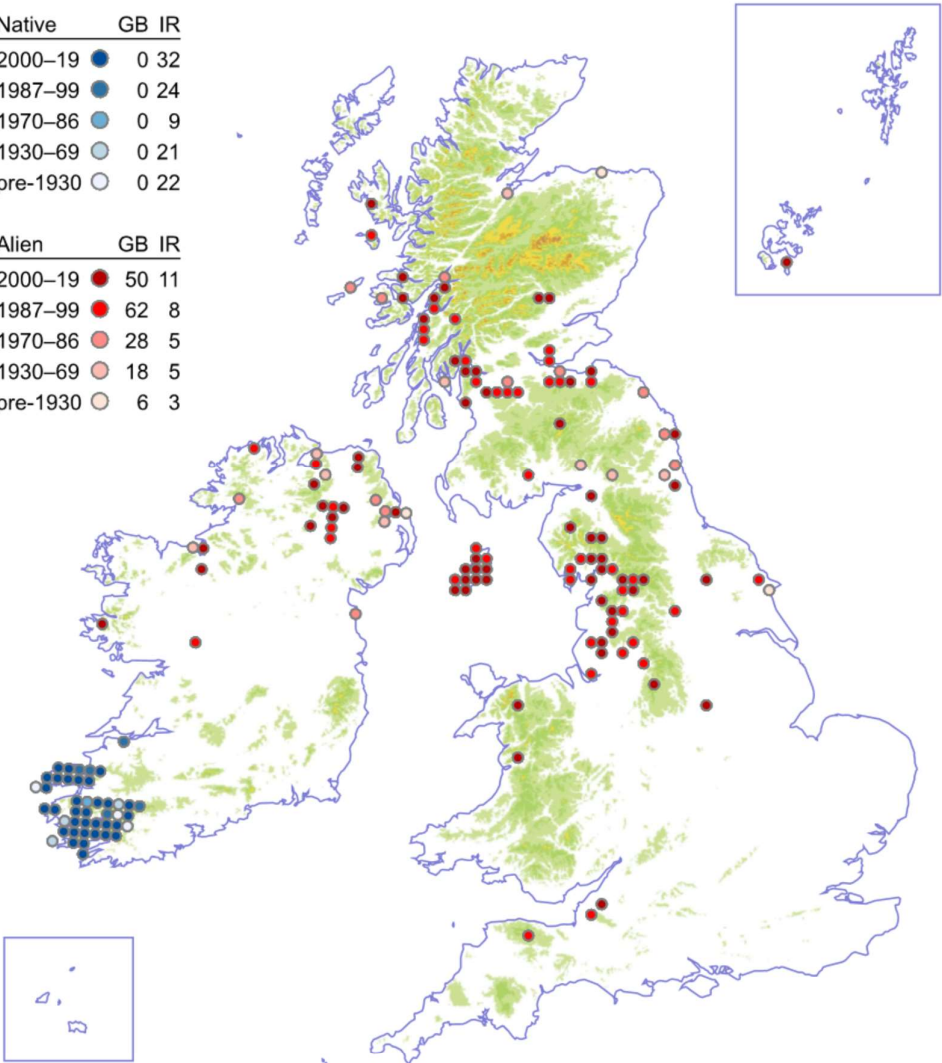 Native GB IR
2000–19 0 32
1987–99 0 24
1970–86 0 9
1930–69 0 21
pre-1930 0 22
Alien GB IR
2000–19 50 11
1987–99 62 8
1970–86 28 5
1930–69 18 5
pre-1930 6 3